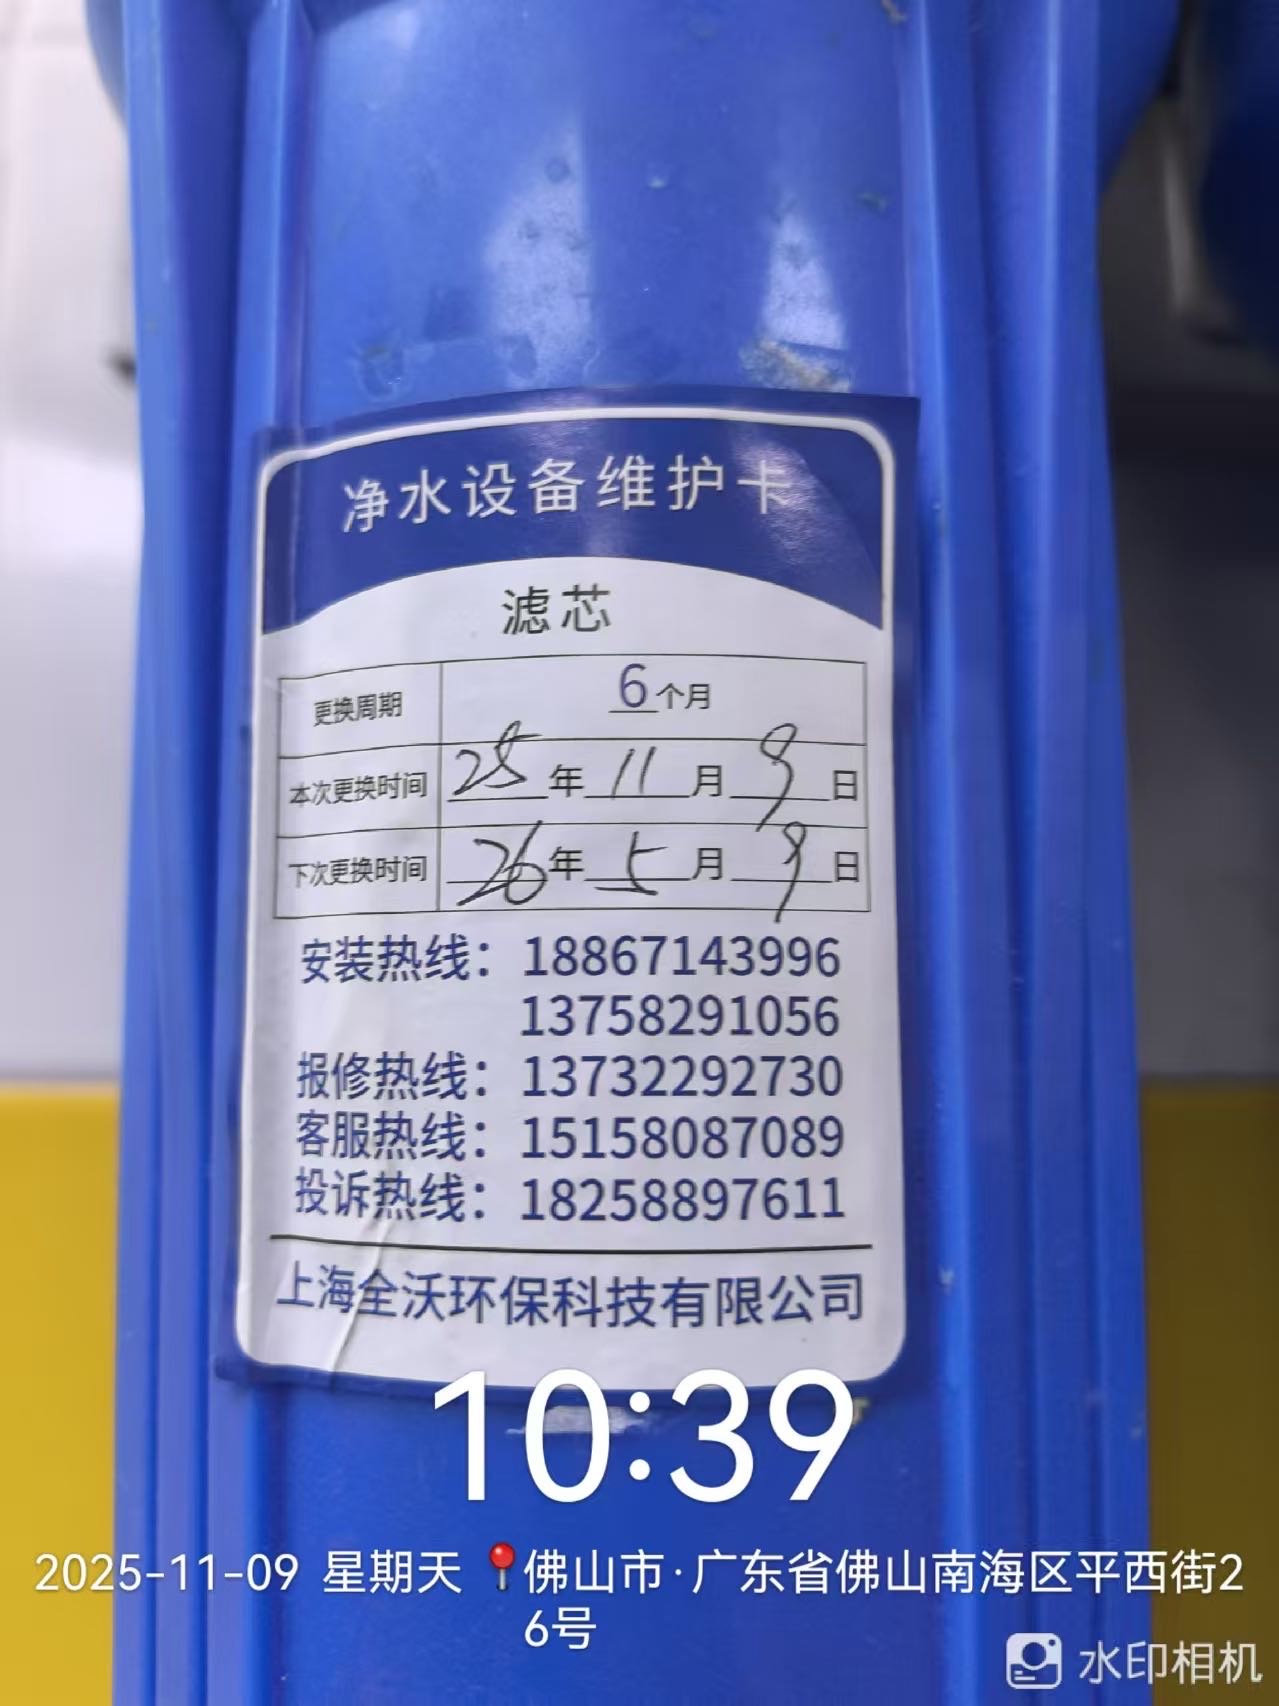 净水设备维护卡
滤芯
更换周期 6个月
本次更换时间 25年11月9日
下次更换时间 26年5月9日
安装热线：18867143996
13758291056
报修热线：13732292730
客服热线：15158087089
投诉热线：18258897611
上海全沃环保科技有限公司
10:39
2025-11-09 星期天 📍佛山市·广东省佛山南海区平西街2
6号
水印相机